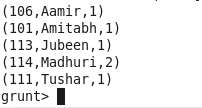 (106,Aamir,1)
(101,Amitabh,1)
(113,Jubeen,1)
(114,Madhuri,2)
(111,Tushar,1)
grunt>